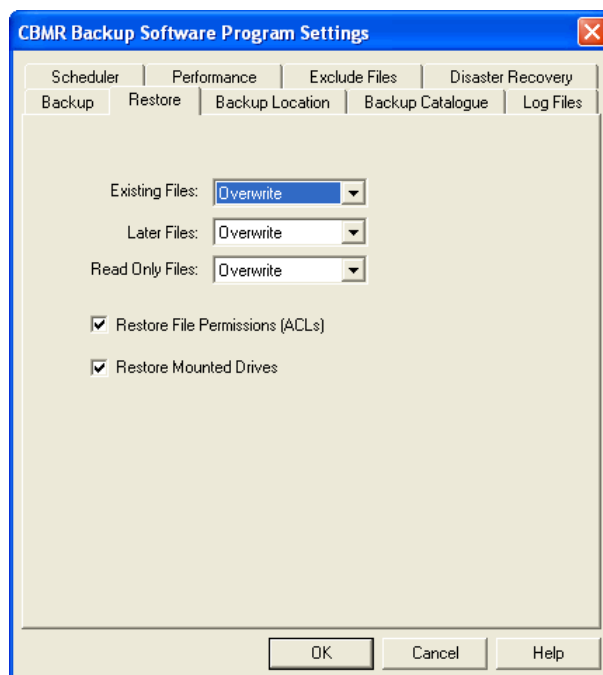 CBMR Backup Software Program Settings
Scheduler Performance Exclude Files Disaster Recovery
Backup Restore Backup Location Backup Catalogue Log Files
Existing Files: Overwrite
Later Files: Overwrite
Read Only Files: Overwrite
Restore File Permissions (ACLs)
Restore Mounted Drives
OK Cancel Help